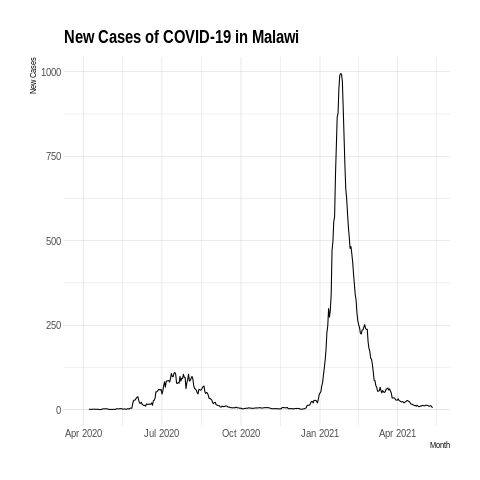 New Cases of COVID-19 in Malawi
New Cases
1000
750
500
250
0
Apr 2020 Jul 2020 Oct 2020 Jan 2021 Apr 2021
Month